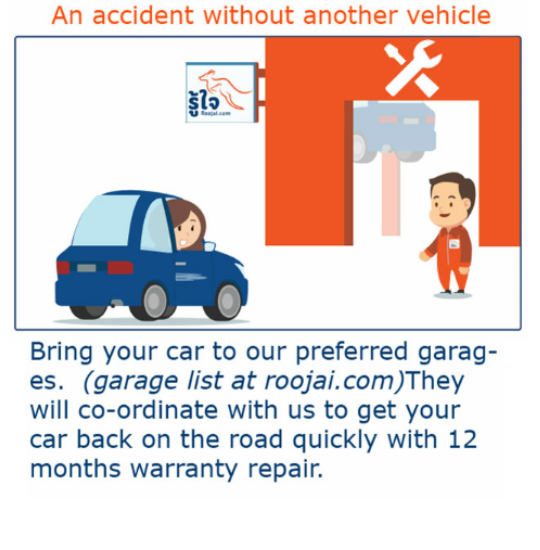 An accident without another vehicle
รู้ใจ
Roojai.com
Bring your car to our preferred garag-
es. (garage list at roojai.com)They
will co-ordinate with us to get your
car back on the road quickly with 12
months warranty repair.